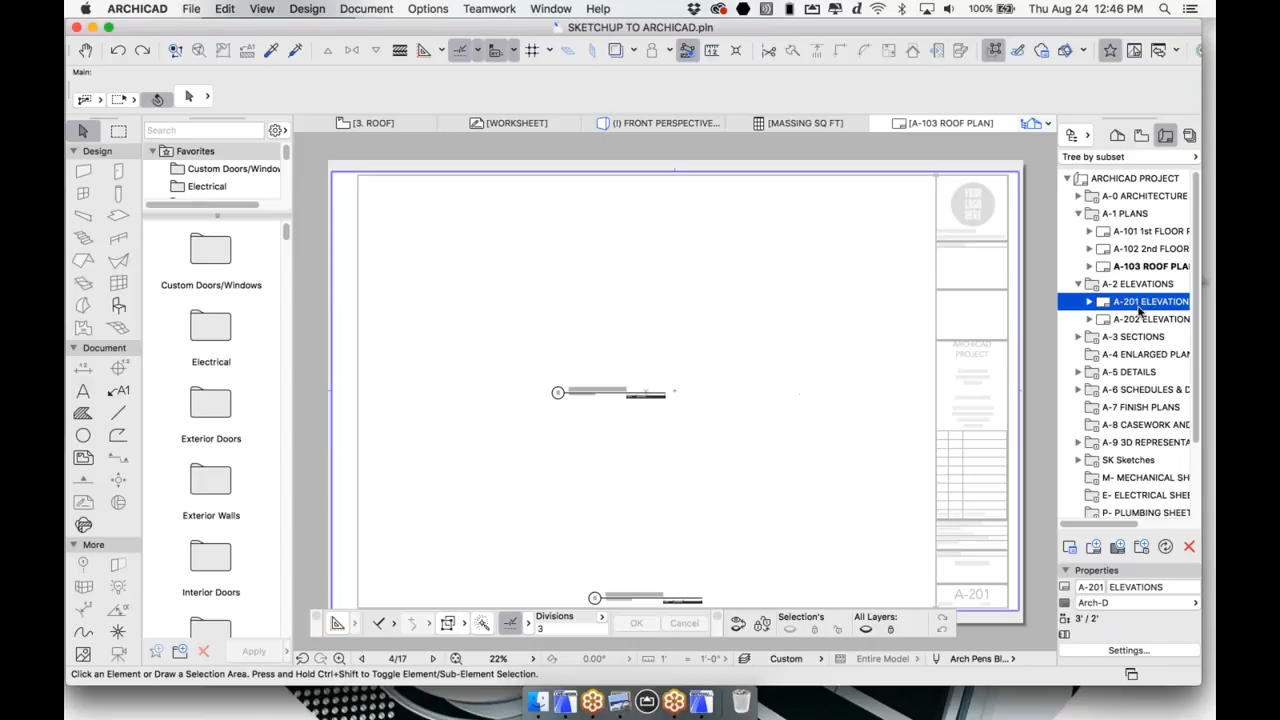 ARCHICAD File Edit View Design Document Options Teamwork Window Help 100% Thu Aug 24 12:46 PM
SKETCHUP TO ARCHICAD.pln
Main:
Search
[3. ROOF]
[WORKSHEET]
(!) FRONT PERSPECTIVE...
[MASSING SQ FT]
[A-103 ROOF PLAN]
Design
Favorites
Custom Doors/Window
Electrical
Custom Doors/Windows
Electrical
Exterior Doors
Exterior Walls
Interior Doors
Document
A1
More
Apply
ARCHICAD
PROJECT
A-201
Tree by subset
ARCHICAD PROJECT
A-0 ARCHITECTURE
A-1 PLANS
A-101 1st FLOOR P
A-102 2nd FLOOR
A-103 ROOF PLA
A-2 ELEVATIONS
A-201 ELEVATION
A-202 ELEVATION
A-3 SECTIONS
A-4 ENLARGED PLAN
A-5 DETAILS
A-6 SCHEDULES & D
A-7 FINISH PLANS
A-8 CASEWORK AND
A-9 3D REPRESENTA
SK Sketches
M- MECHANICAL SH
E- ELECTRICAL SHEE
P- PLUMBING SHEET
Properties
A-201 ELEVATIONS
Arch-D
3' / 2'
Settings...
Divisions
3
OK
Cancel
Selection's
All Layers:
4/17
22%
0.00°
1' = 1'-0"
Custom
Entire Model
Arch Pens Bl...
Click an Element or Draw a Selection Area. Press and Hold Ctrl+Shift to Toggle Element/Sub-Element Selection.